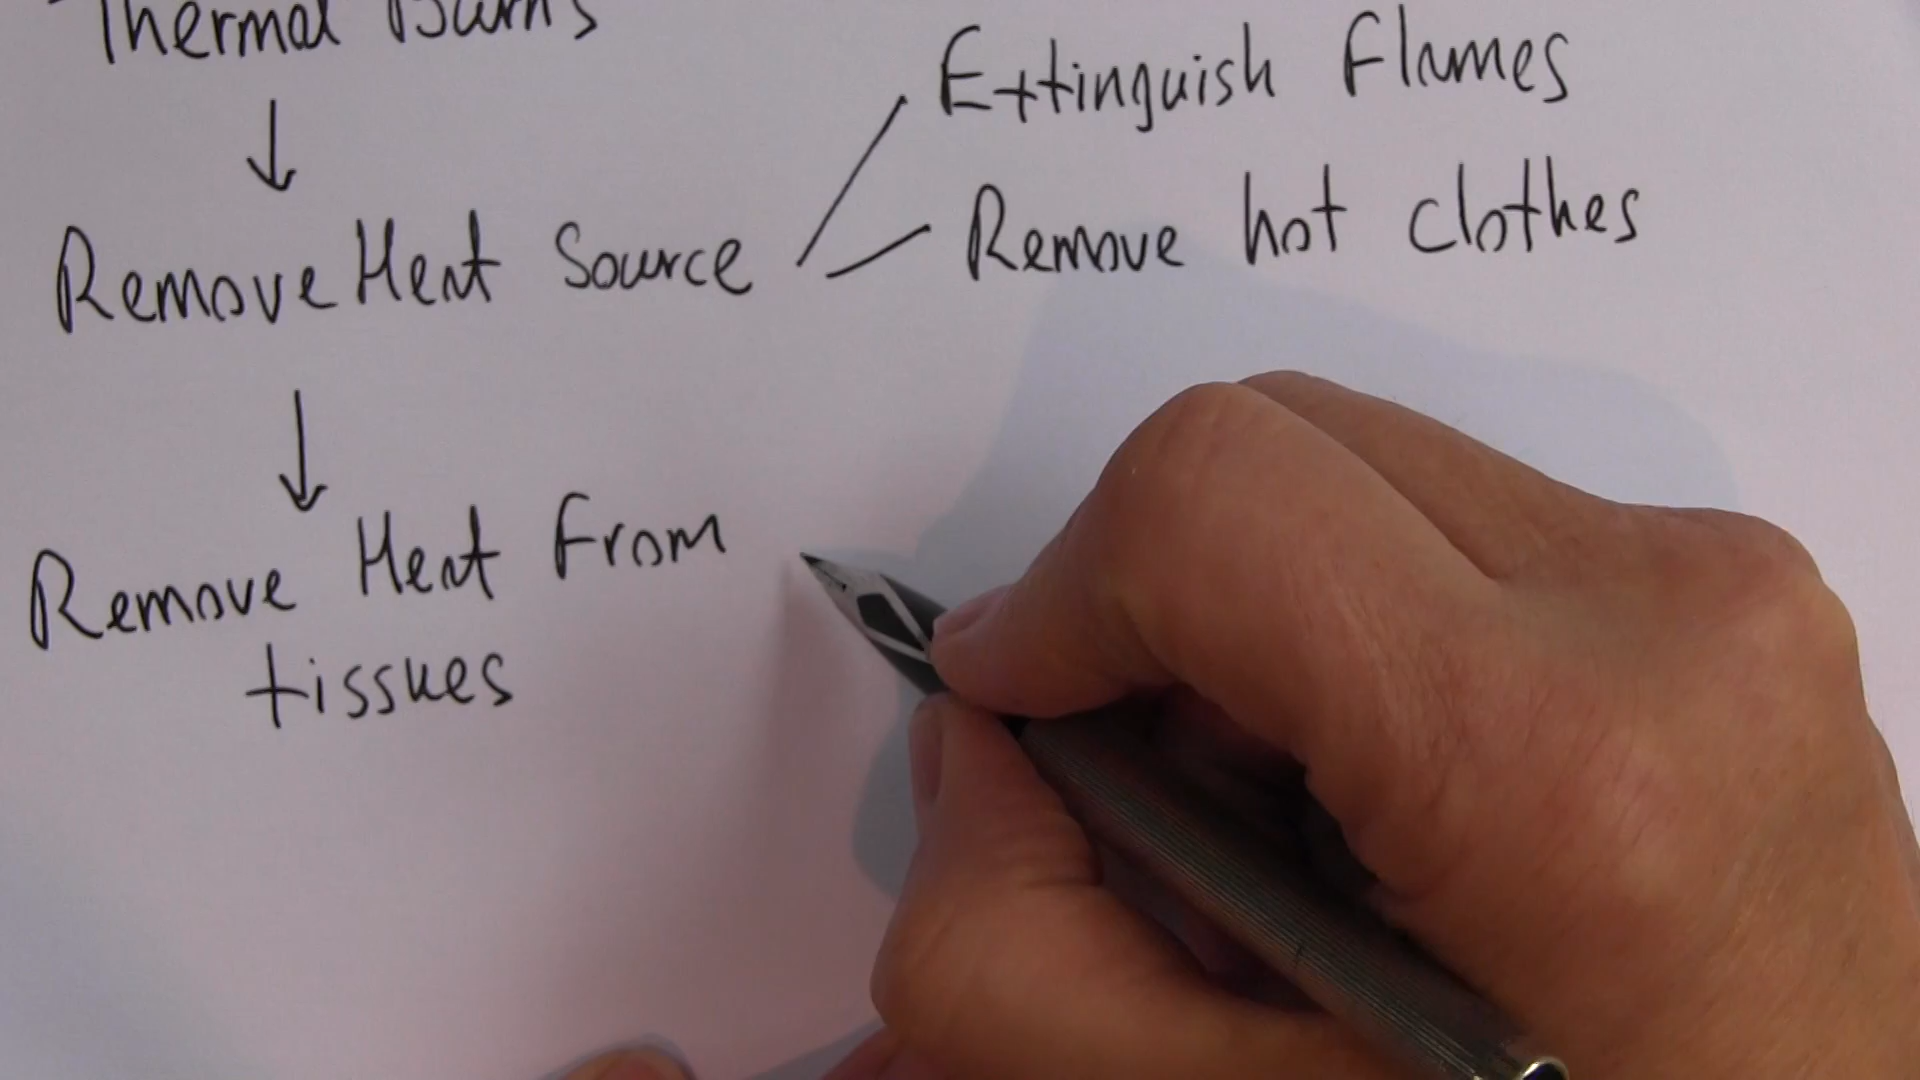 Thermal Burns
Extinguish Flames
Remove Heat Source
Remove hot clothes
Remove Heat From
tissues